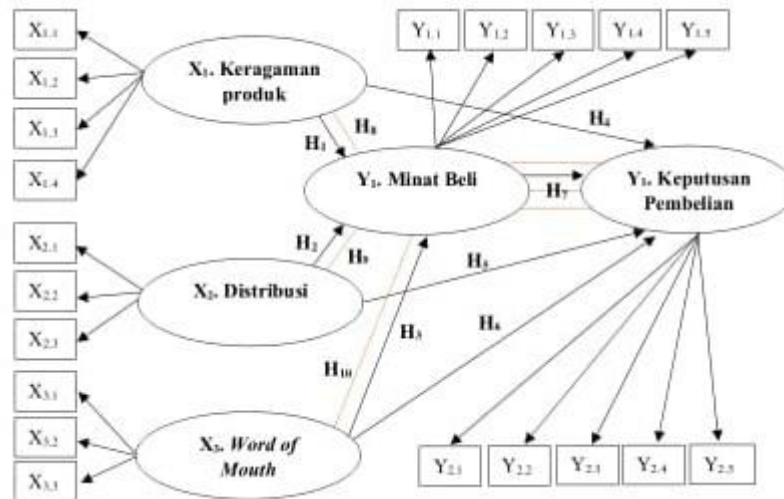 X₁.₁
X₁.₂
X₁.₃
X₁.₄
X₁. Keragaman
produk
Y₁.₁
Y₁.₂
Y₁.₃
Y₁.₄
Y₁.₅
H₁
H₈
H₄
Y₁. Minat Beli
H₇
Y₁. Keputusan
Pembelian
X₂.₁
X₂.₂
X₂.₃
X₂. Distribusi
H₂
H₉
H₅
H₃
H₆
H₁₀
X₃.₁
X₃.₂
X₃.₃
X₃. Word of
Mouth
Y₂.₁
Y₂.₂
Y₂.₃
Y₂.₄
Y₂.₅